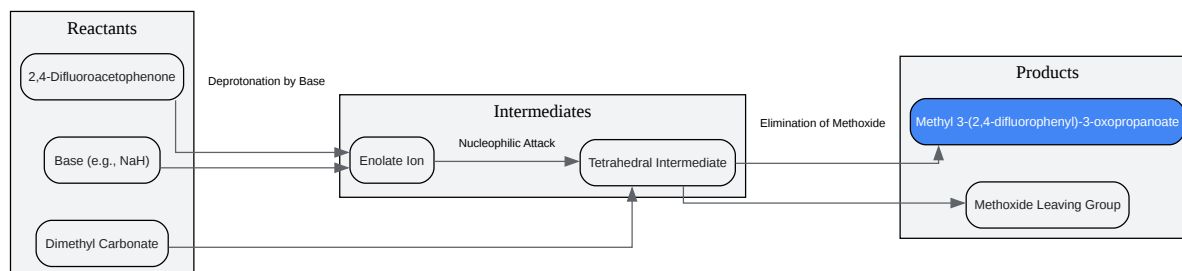 Reactants
2,4-Difluoroacetophenone
Base (e.g., NaH)
Dimethyl Carbonate
Deprotonation by Base
Intermediates
Enolate Ion
Nucleophilic Attack
Tetrahedral Intermediate
Elimination of Methoxide
Products
Methyl 3-(2,4-difluorophenyl)-3-oxopropanoate
Methoxide Leaving Group